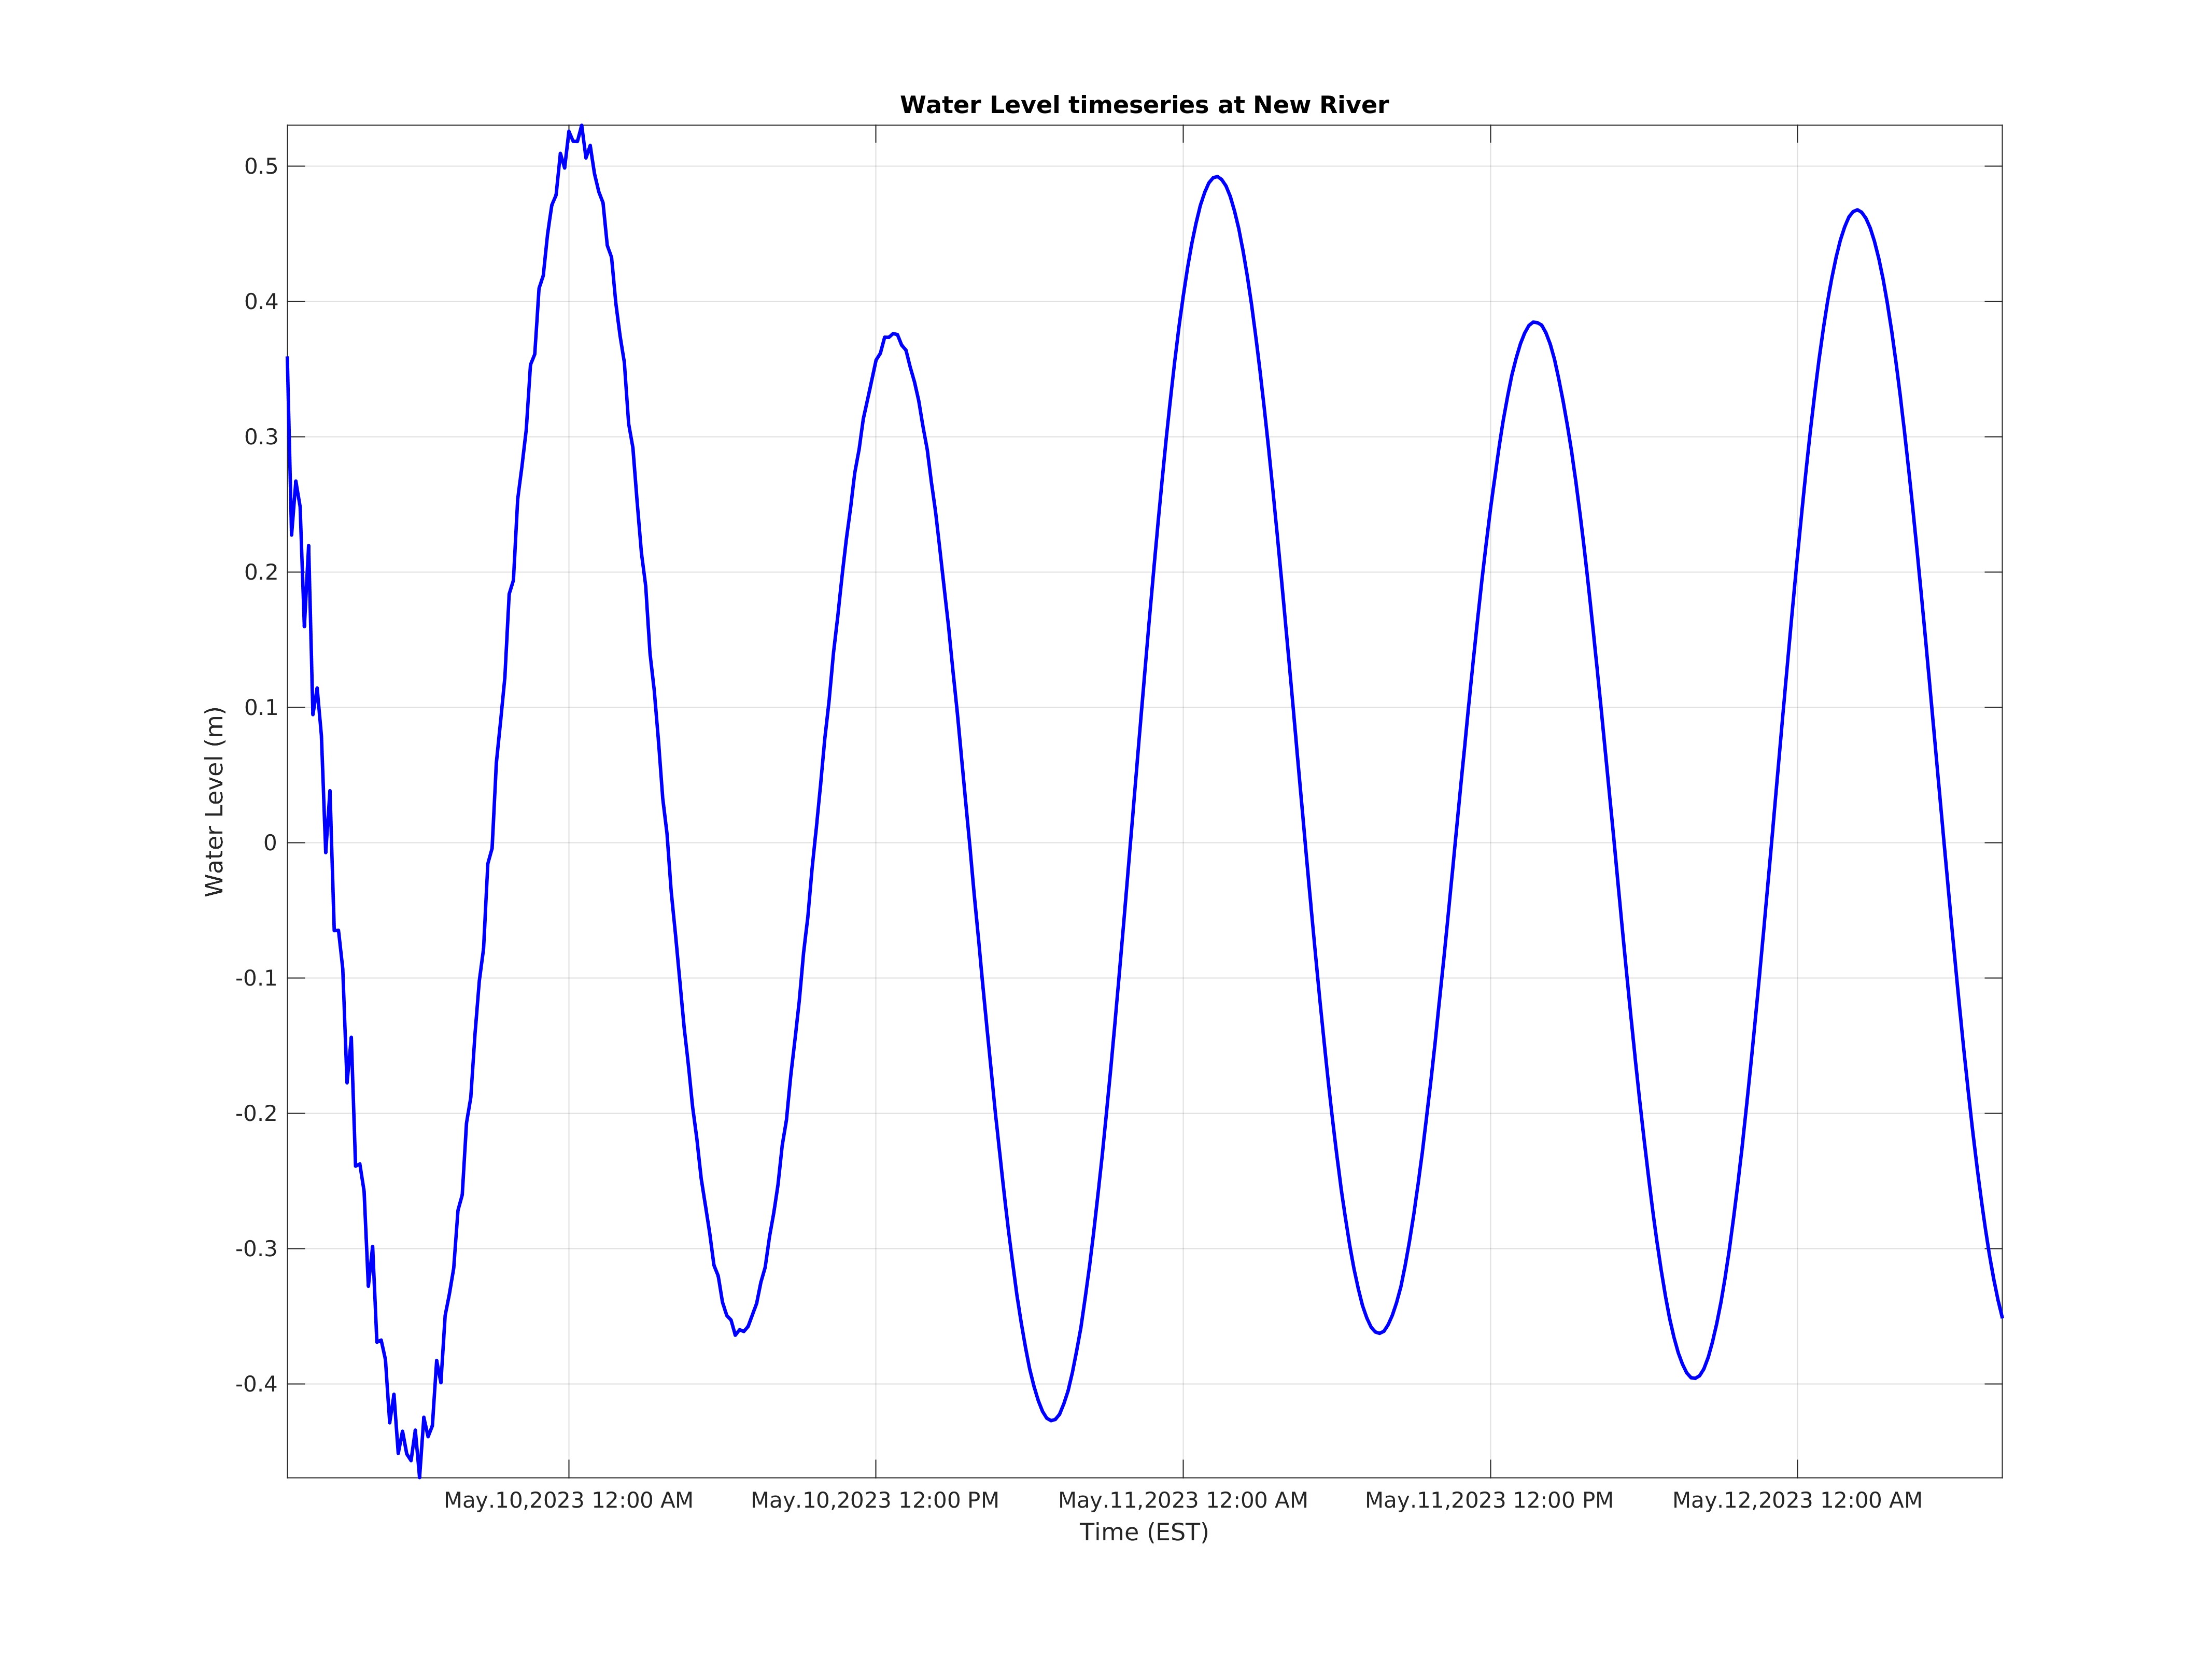 Water Level timeseries at New River
0.5
0.4
0.3
0.2
0.1
0
-0.1
-0.2
-0.3
-0.4
Water Level (m)
May.10,2023 12:00 AM
May.10,2023 12:00 PM
May.11,2023 12:00 AM
May.11,2023 12:00 PM
May.12,2023 12:00 AM
Time (EST)